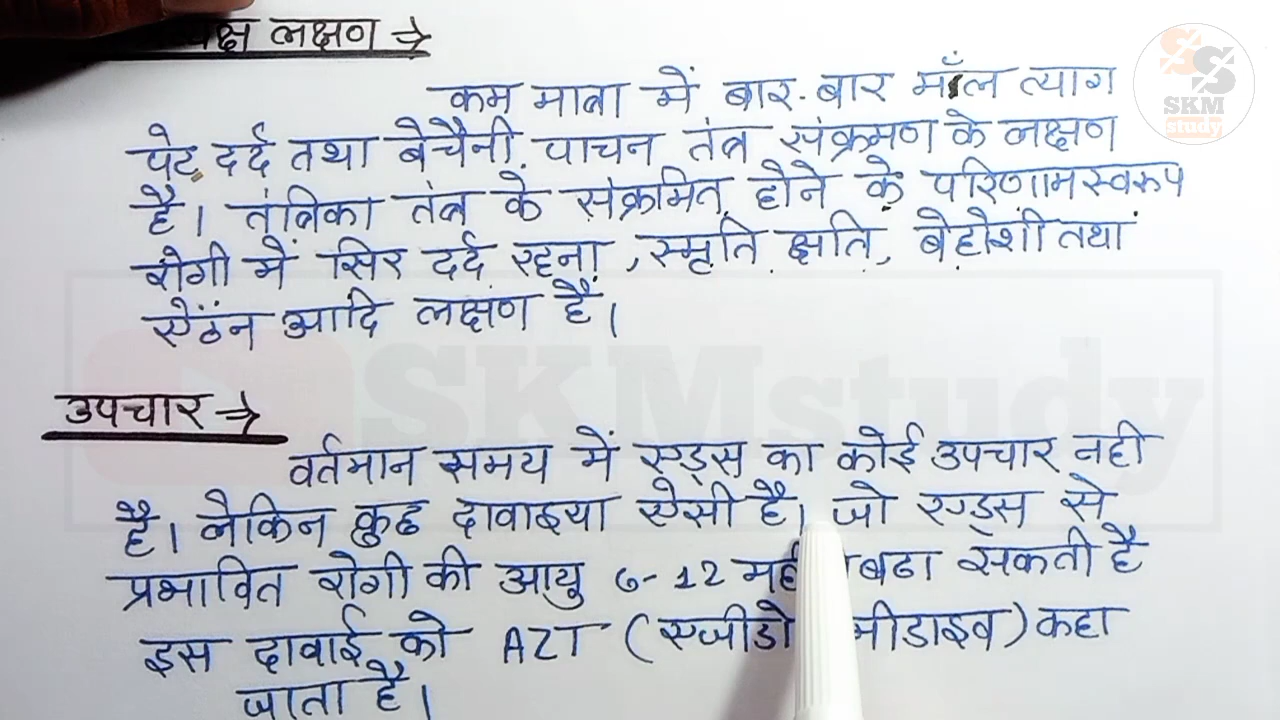 लक्षण →
कम मात्रा में बार-बार मॉल त्याग
पेट दर्द तथा बेचैनी पाचन तंत्र संक्रमण के लक्षण
है। तंत्रिका तंत्र के संक्रमित होने के परिणामस्वरुप
रोगी में सिर दर्द रहना, स्मृति क्षति, बेहोशी तथा
ऐंठन आदि लक्षण हैं।
उपचार →
वर्तमान समय में एड्स का कोई उपचार नही
है। लेकिन कुछ दावाइया ऐसी है। जो एड्स से
प्रभावित रोगी की आयु 6-12 बढा सकती है
इस दावाई को AZT ( ) कहा
जाता है।
SKM
study
SKMstudy